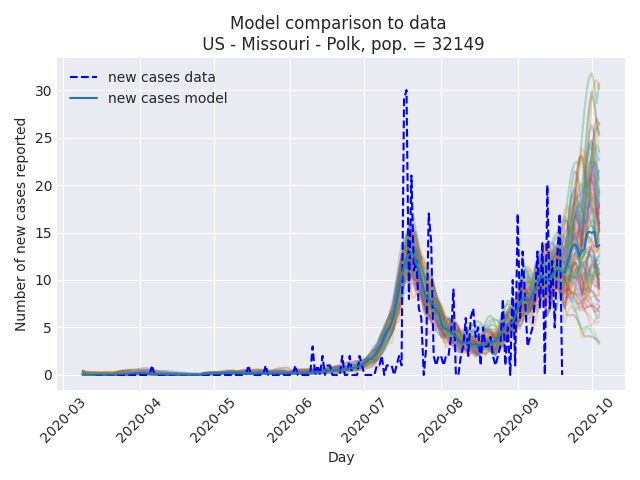 Model comparison to data
US - Missouri - Polk, pop. = 32149
new cases data
new cases model
Number of new cases reported
30
25
20
15
10
5
0
2020-03
2020-04
2020-05
2020-06
2020-07
2020-08
2020-09
2020-10
Day